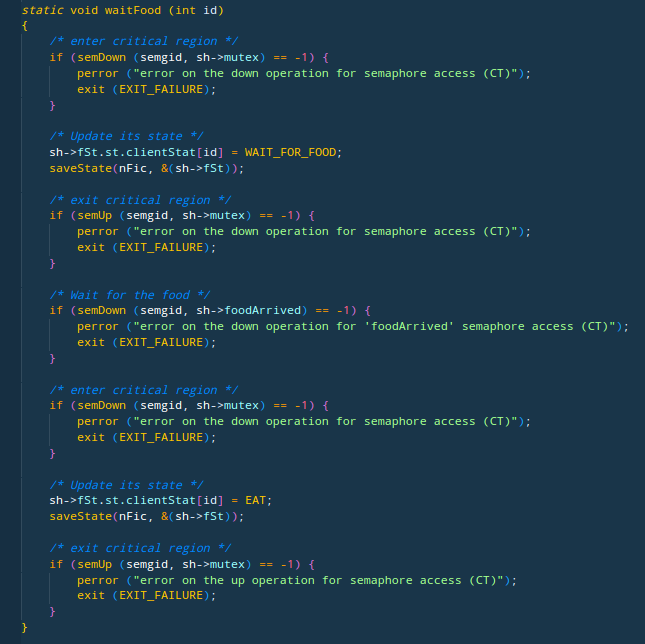 static void waitFood (int id)
{
    /* enter critical region */
    if (semDown (semgid, sh->mutex) == -1) {
        perror ("error on the down operation for semaphore access (CT)");
        exit (EXIT_FAILURE);
    }

    /* Update its state */
    sh->fSt.st.clientStat[id] = WAIT_FOR_FOOD;
    saveState(nFic, &(sh->fSt));

    /* exit critical region */
    if (semUp (semgid, sh->mutex) == -1) {
        perror ("error on the down operation for semaphore access (CT)");
        exit (EXIT_FAILURE);
    }

    /* Wait for the food */
    if (semDown (semgid, sh->foodArrived) == -1) {
        perror ("error on the down operation for 'foodArrived' semaphore access (CT)");
        exit (EXIT_FAILURE);
    }

    /* enter critical region */
    if (semDown (semgid, sh->mutex) == -1) {
        perror ("error on the down operation for semaphore access (CT)");
        exit (EXIT_FAILURE);
    }

    /* Update its state */
    sh->fSt.st.clientStat[id] = EAT;
    saveState(nFic, &(sh->fSt));

    /* exit critical region */
    if (semUp (semgid, sh->mutex) == -1) {
        perror ("error on the up operation for semaphore access (CT)");
        exit (EXIT_FAILURE);
    }
}